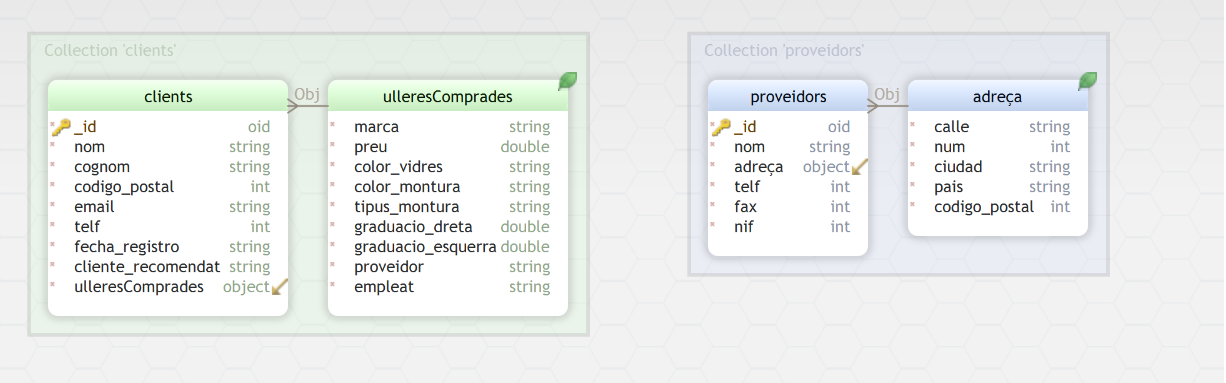 Collection 'clients'
clients
Obj
ulleresComprades
_id oid
nom string
cognom string
codigo_postal int
email string
telf int
fecha_registro string
cliente_recomendat string
ulleresComprades object
marca string
preu double
color_vidres string
color_montura string
tipus_montura string
graduacio_dreta double
graduacio_esquerra double
proveidor string
empleat string
Collection 'proveidors'
proveidors
Obj
adreça
_id oid
nom string
adreça object
telf int
fax int
nif int
calle string
num int
ciudad string
pais string
codigo_postal int